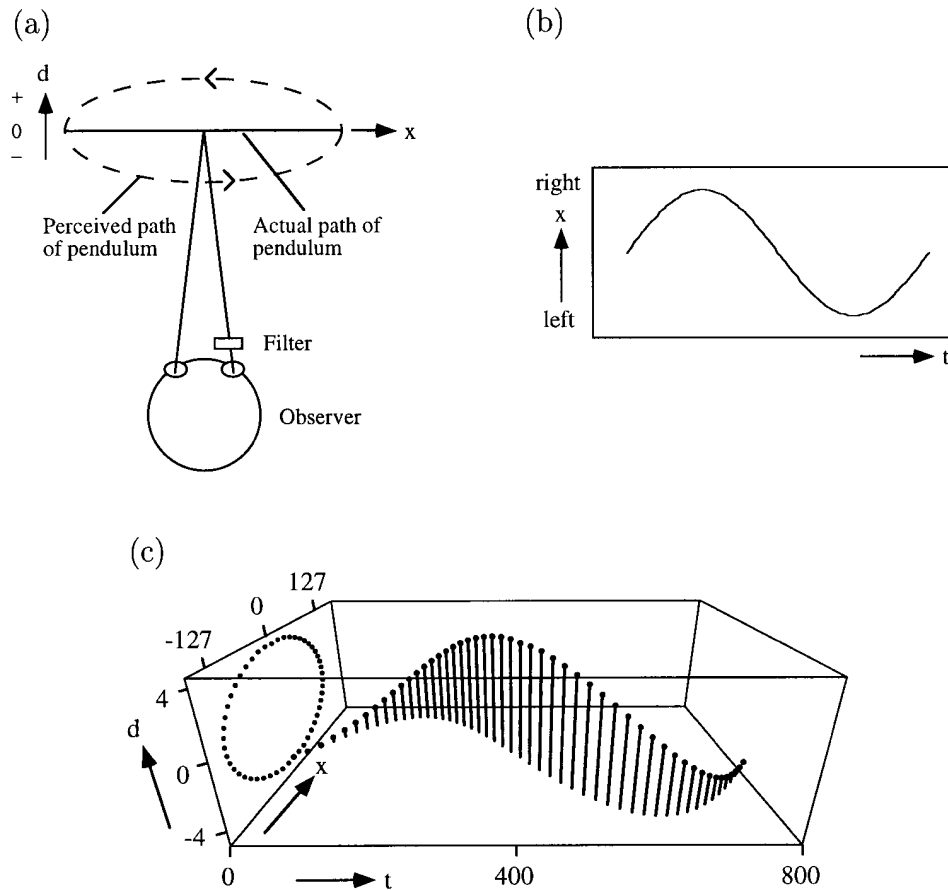 (a)
d
+
0
−
x
Perceived path
of pendulum
Actual path of
pendulum
Filter
Observer
(b)
right
x
left
t
(c)
127
0
-127
4
d
0
-4
x
0
t
400
800